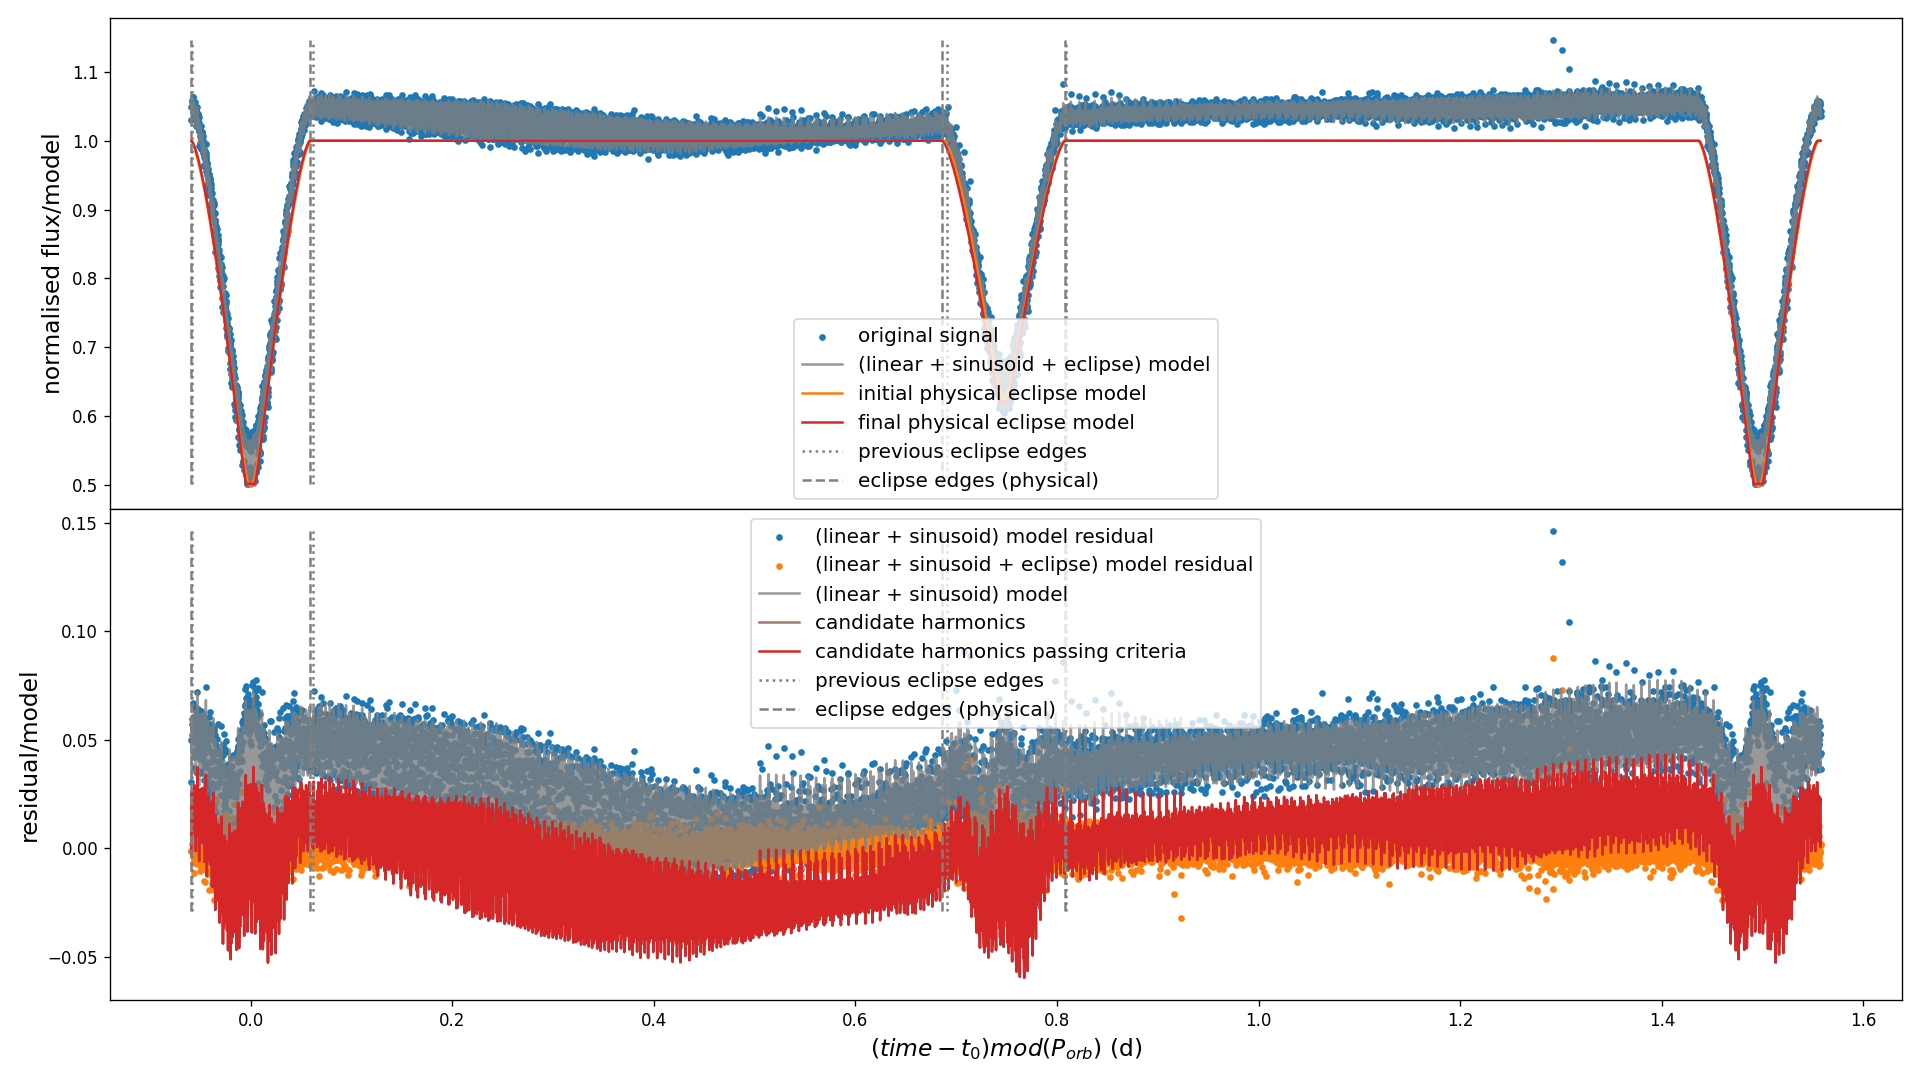 normalised flux/model
1.1
1.0
0.9
0.8
0.7
0.6
0.5
original signal
(linear + sinusoid + eclipse) model
initial physical eclipse model
final physical eclipse model
previous eclipse edges
eclipse edges (physical)
residual/model
0.15
0.10
0.05
0.00
−0.05
(linear + sinusoid) model residual
(linear + sinusoid + eclipse) model residual
(linear + sinusoid) model
candidate harmonics
candidate harmonics passing criteria
previous eclipse edges
eclipse edges (physical)
0.0 0.2 0.4 0.6 0.8 1.0 1.2 1.4 1.6
(time − t₀)mod(P_orb) (d)